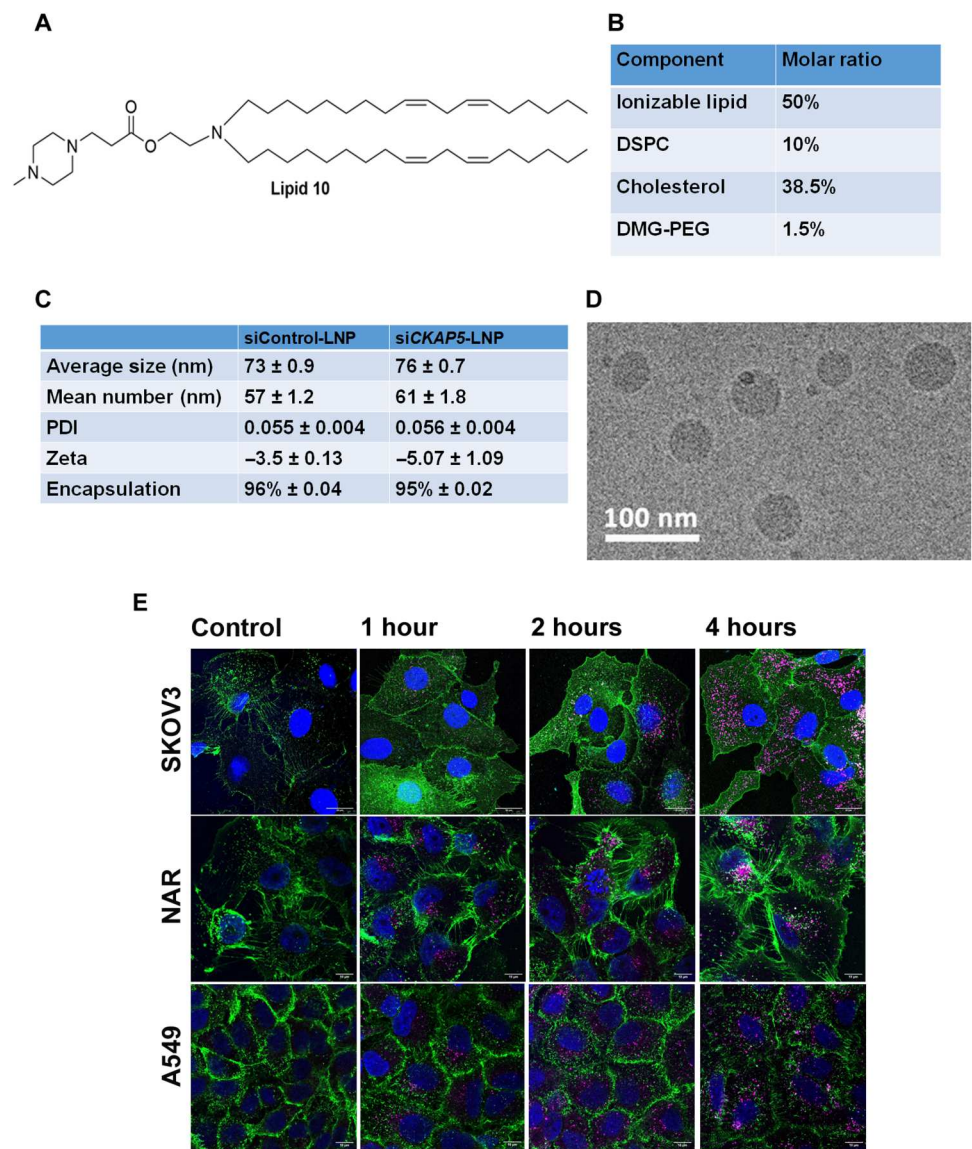 A
O
N
O
N
N
Lipid 10
B
Component Molar ratio
Ionizable lipid 50%
DSPC 10%
Cholesterol 38.5%
DMG-PEG 1.5%
C
siControl-LNP siCKAP5-LNP
Average size (nm) 73 ± 0.9 76 ± 0.7
Mean number (nm) 57 ± 1.2 61 ± 1.8
PDI 0.055 ± 0.004 0.056 ± 0.004
Zeta –3.5 ± 0.13 –5.07 ± 1.09
Encapsulation 96% ± 0.04 95% ± 0.02
D
100 nm
E
Control 1 hour 2 hours 4 hours
SKOV3
NAR
A549